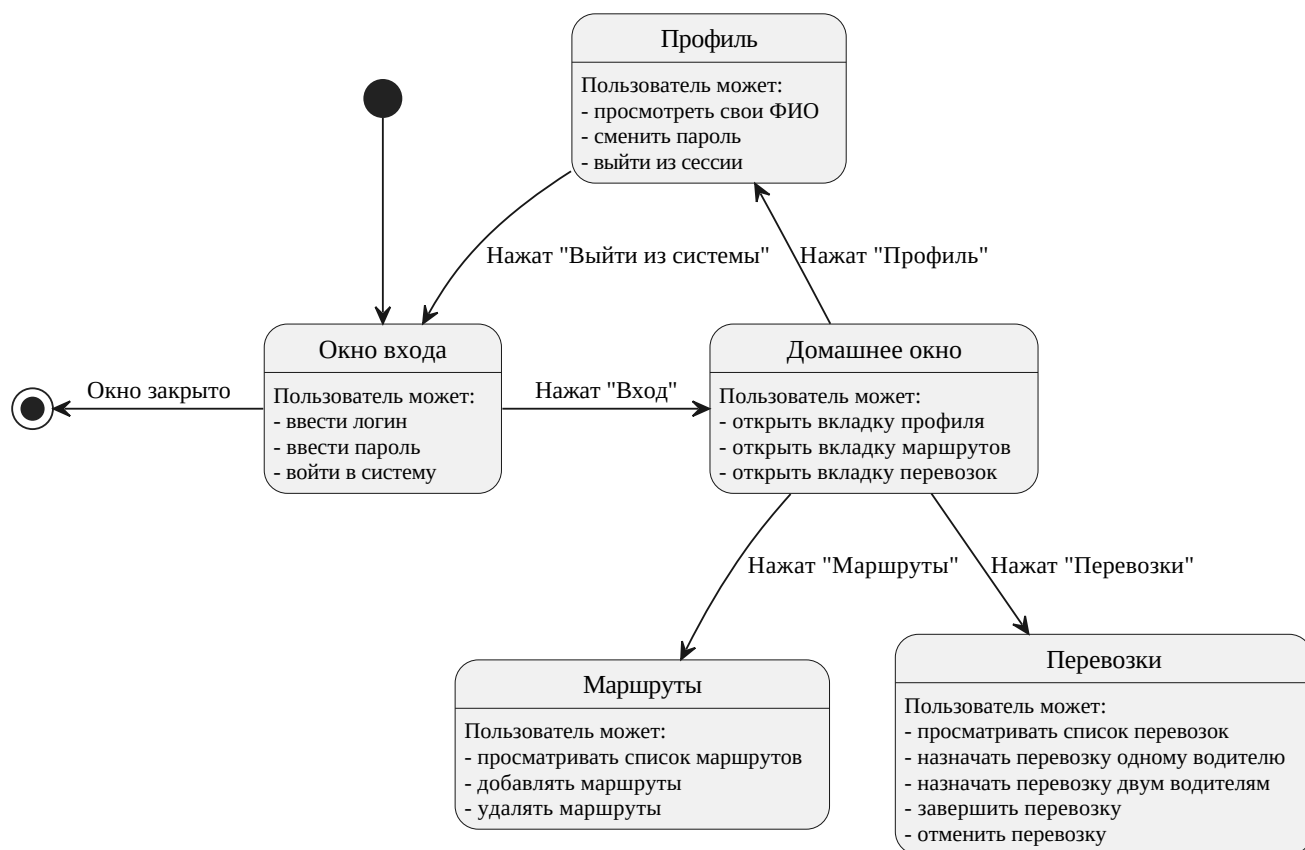 Профиль
Пользователь может:
- просмотреть свои ФИО
- сменить пароль
- выйти из сессии
Нажат "Выйти из системы"
Нажат "Профиль"
Окно входа
Пользователь может:
- ввести логин
- ввести пароль
- войти в систему
Окно закрыто
Нажат "Вход"
Домашнее окно
Пользователь может:
- открыть вкладку профиля
- открыть вкладку маршрутов
- открыть вкладку перевозок
Нажат "Маршруты"
Нажат "Перевозки"
Маршруты
Пользователь может:
- просматривать список маршрутов
- добавлять маршруты
- удалять маршруты
Перевозки
Пользователь может:
- просматривать список перевозок
- назначать перевозку одному водителю
- назначать перевозку двум водителям
- завершить перевозку
- отменить перевозку